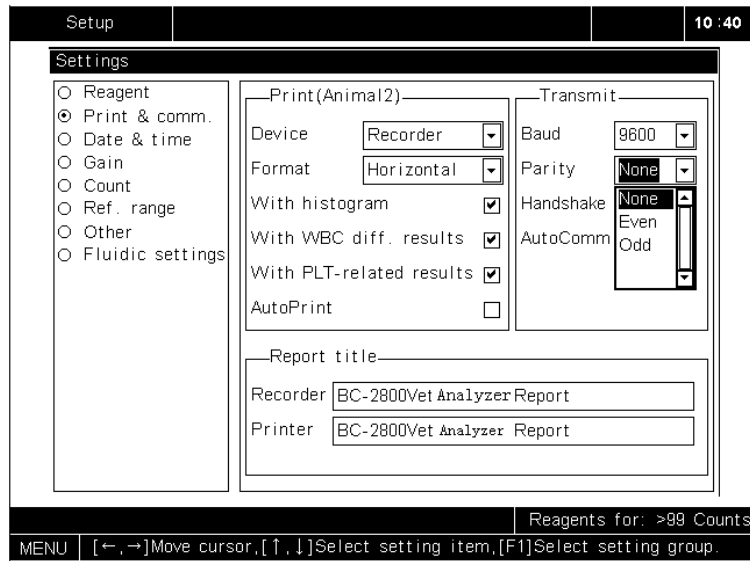 Setup
10:40
Settings
Reagent
Print & comm.
Date & time
Gain
Count
Ref. range
Other
Fluidic settings
Print(Animal2)
Device Recorder
Format Horizontal
With histogram
With WBC diff. results
With PLT-related results
AutoPrint
Transmit
Baud 9600
Parity None
Handshake None
Even
AutoComm Odd
Report title
Recorder BC-2800Vet Analyzer Report
Printer BC-2800Vet Analyzer Report
Reagents for: >99 Counts
MENU [←,→]Move cursor,[↑,↓]Select setting item,[F1]Select setting group.